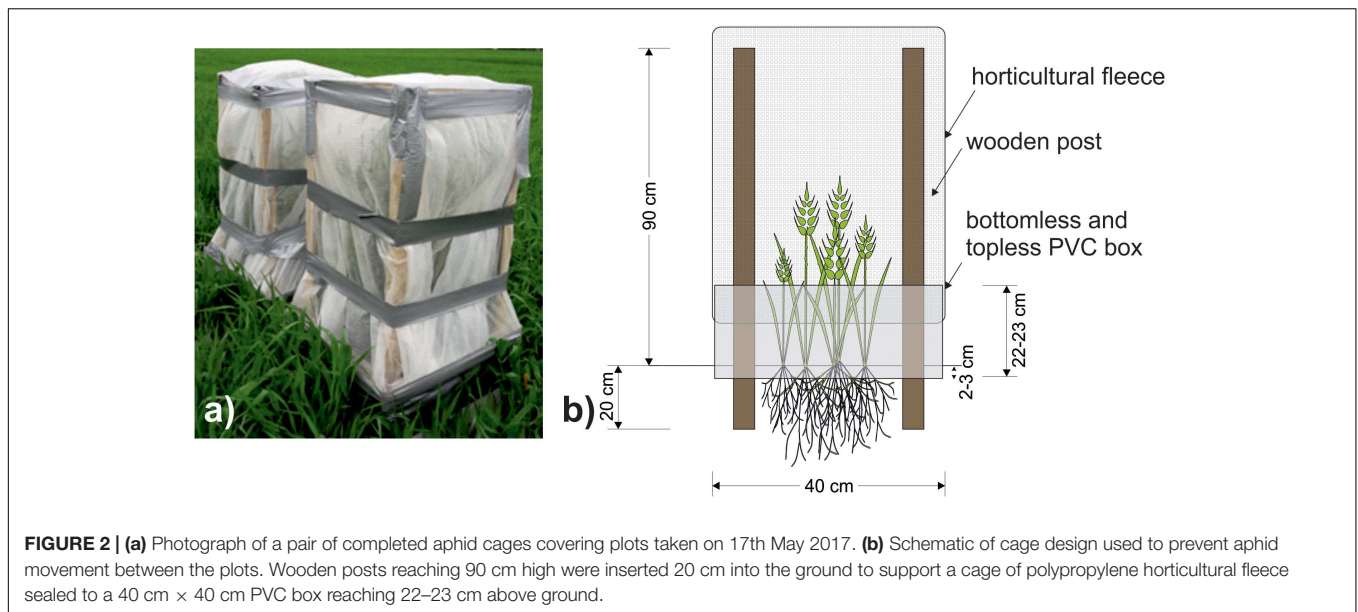 a)
b)
90 cm
20 cm
40 cm
22-23 cm
2-3 cm
horticultural fleece
wooden post
bottomless and
topless PVC box
FIGURE 2 | (a) Photograph of a pair of completed aphid cages covering plots taken on 17th May 2017. (b) Schematic of cage design used to prevent aphid
movement between the plots. Wooden posts reaching 90 cm high were inserted 20 cm into the ground to support a cage of polypropylene horticultural fleece
sealed to a 40 cm × 40 cm PVC box reaching 22–23 cm above ground.